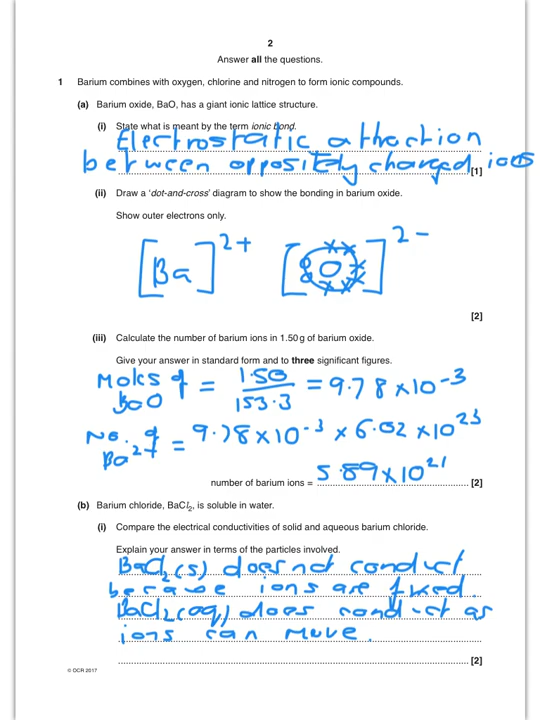 2
Answer all the questions.
1 Barium combines with oxygen, chlorine and nitrogen to form ionic compounds.
(a) Barium oxide, BaO, has a giant ionic lattice structure.
(i) State what is meant by the term ionic bond.
Electrostatic attraction
between oppositely charged ions
[1]
(ii) Draw a ‘dot-and-cross’ diagram to show the bonding in barium oxide.
Show outer electrons only.
[Ba]2+ [O]2−
[2]
(iii) Calculate the number of barium ions in 1.50 g of barium oxide.
Give your answer in standard form and to three significant figures.
Moles of BaO = 1.50 / 153.3 = 9.78 × 10−3
No. of Ba2+ = 9.78 × 10−3 × 6.02 × 1023
number of barium ions = 5.89 × 1021 [2]
(b) Barium chloride, BaCl2, is soluble in water.
(i) Compare the electrical conductivities of solid and aqueous barium chloride.
Explain your answer in terms of the particles involved.
BaCl2(s) does not conduct
because ions are fixed.
BaCl2(aq) does conduct as
ions can move.
[2]
© OCR 2017